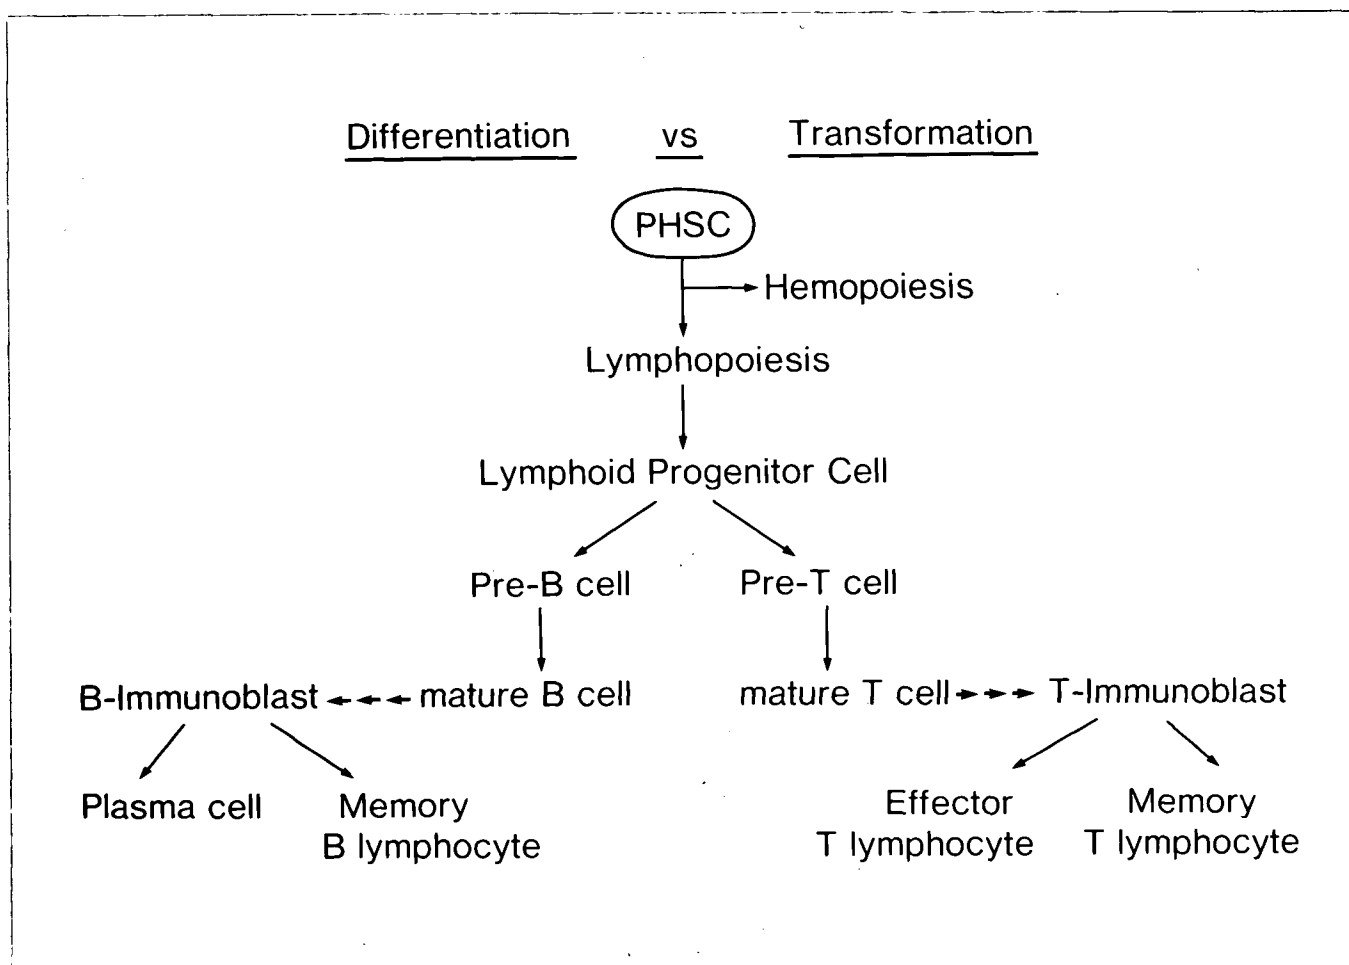 Differentiation vs Transformation
PHSC
Hemopoiesis
Lymphopoiesis
Lymphoid Progenitor Cell
Pre-B cell Pre-T cell
B-Immunoblast mature B cell mature T cell T-Immunoblast
Plasma cell Memory Effector Memory
B lymphocyte T lymphocyte T lymphocyte